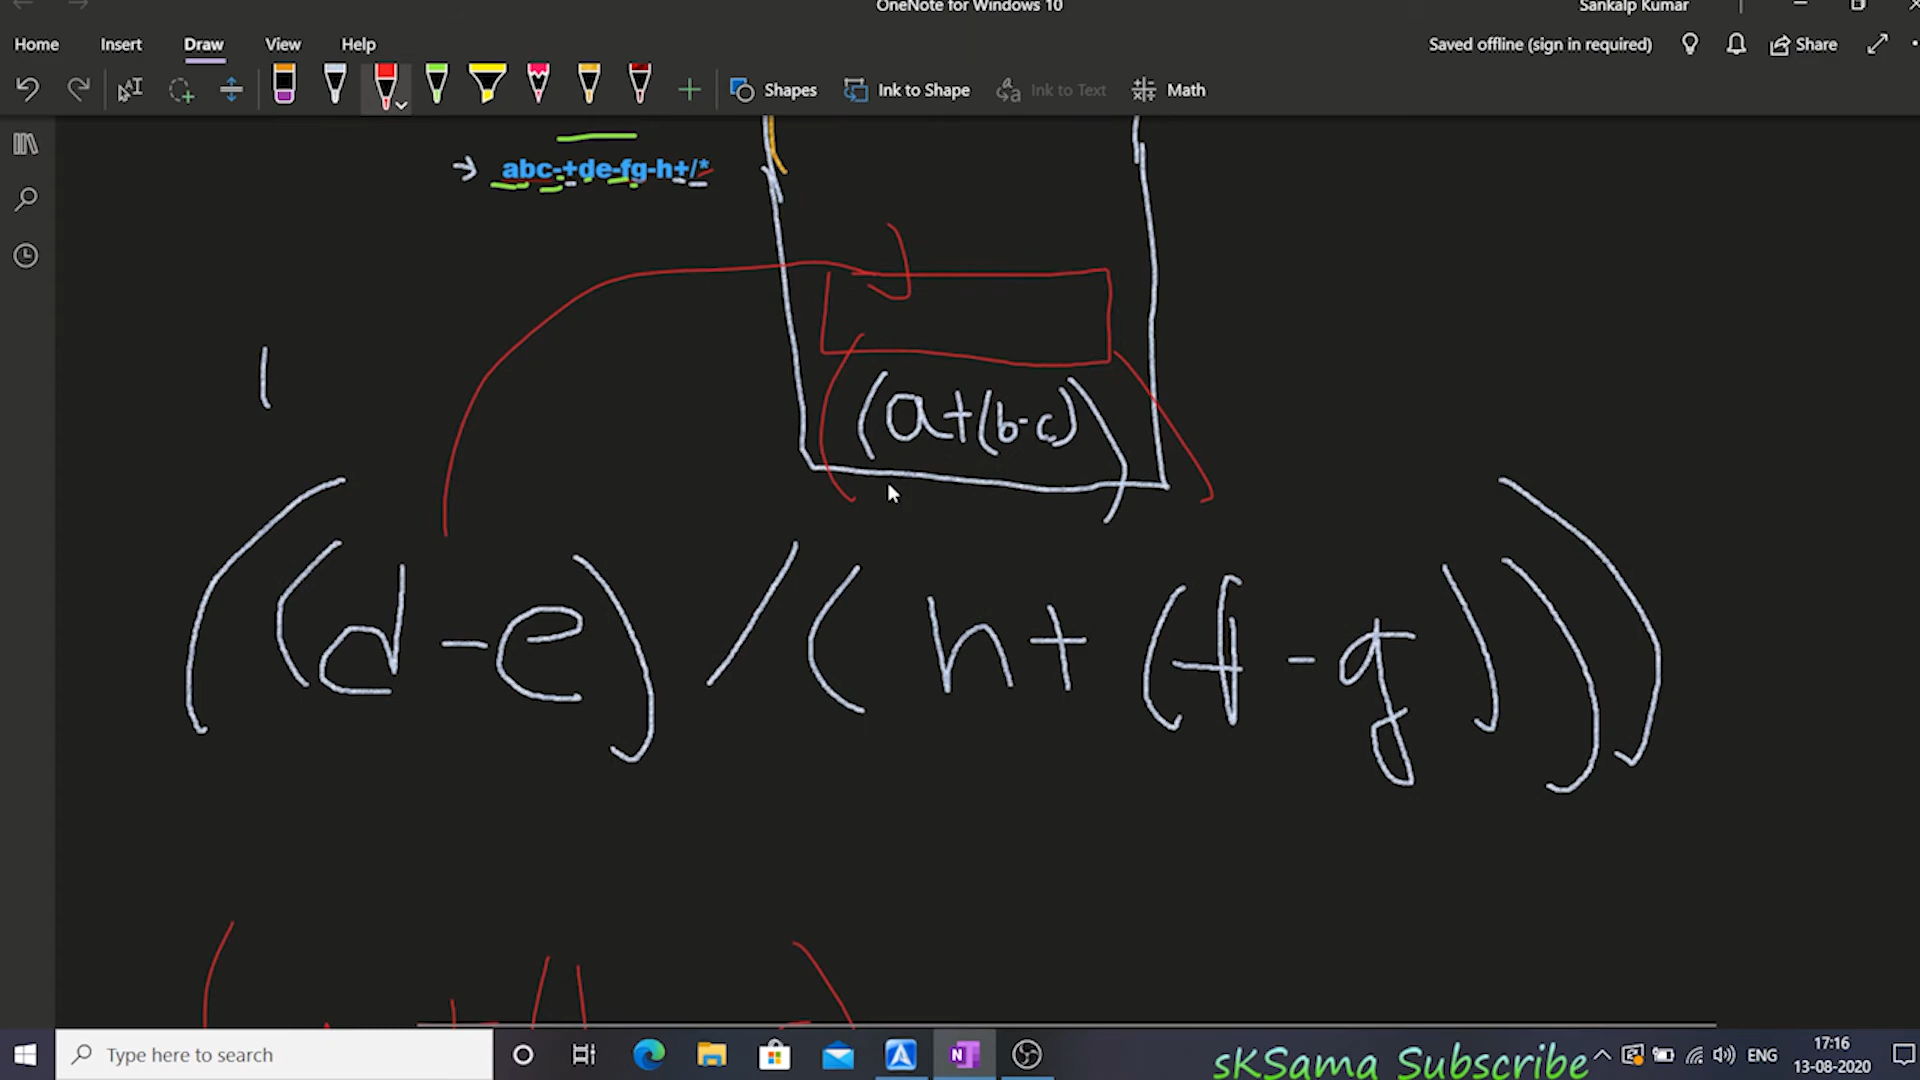 OneNote for Windows 10
Sankalp Kumar
Home Insert Draw View Help
Saved offline (sign in required) Share
Shapes Ink to Shape Ink to Text Math
→ abc-+de-fg-h+/*
(a+(b-c))
((d-e)/(h+(f-g)))
Type here to search
sKSama Subscribe
ENG
17:16
13-08-2020